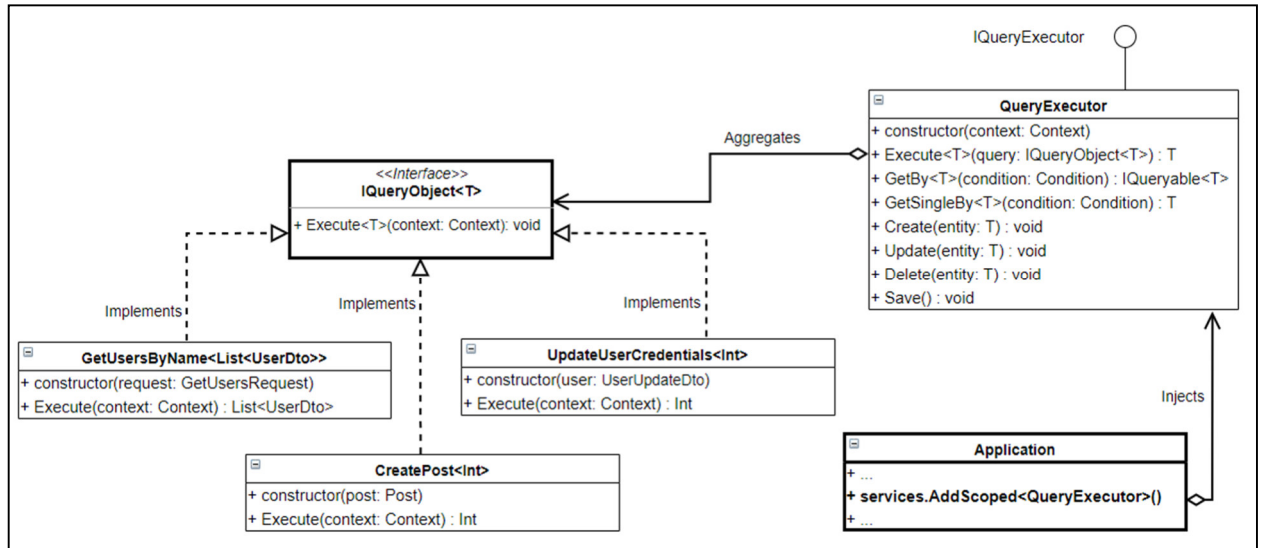 IQueryExecutor
QueryExecutor
+ constructor(context: Context)
+ Execute<T>(query: IQueryObject<T>) : T
+ GetBy<T>(condition: Condition) : IQueryable<T>
+ GetSingleBy<T>(condition: Condition) : T
+ Create(entity: T) : void
+ Update(entity: T) : void
+ Delete(entity: T) : void
+ Save() : void
Aggregates
<<Interface>>
IQueryObject<T>
+ Execute<T>(context: Context): void
Implements
Implements
Implements
GetUsersByName<List<UserDto>>
+ constructor(request: GetUsersRequest)
+ Execute(context: Context) : List<UserDto>
UpdateUserCredentials<Int>
+ constructor(user: UserUpdateDto)
+ Execute(context: Context) : Int
CreatePost<Int>
+ constructor(post: Post)
+ Execute(context: Context) : Int
Injects
Application
+ ...
+ services.AddScoped<QueryExecutor>()
+ ...